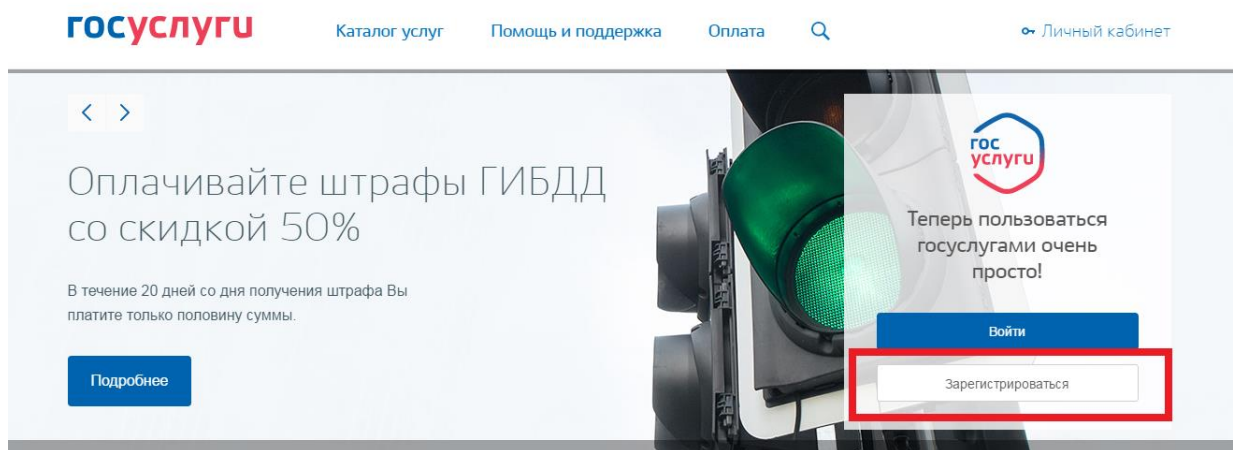 госуслуги
Каталог услуг
Помощь и поддержка
Оплата
Личный кабинет
Оплачивайте штрафы ГИБДД
со скидкой 50%
В течение 20 дней со дня получения штрафа Вы
платите только половину суммы.
Подробнее
гос
услуги
Теперь пользоваться
госуслугами очень
просто!
Войти
Зарегистрироваться